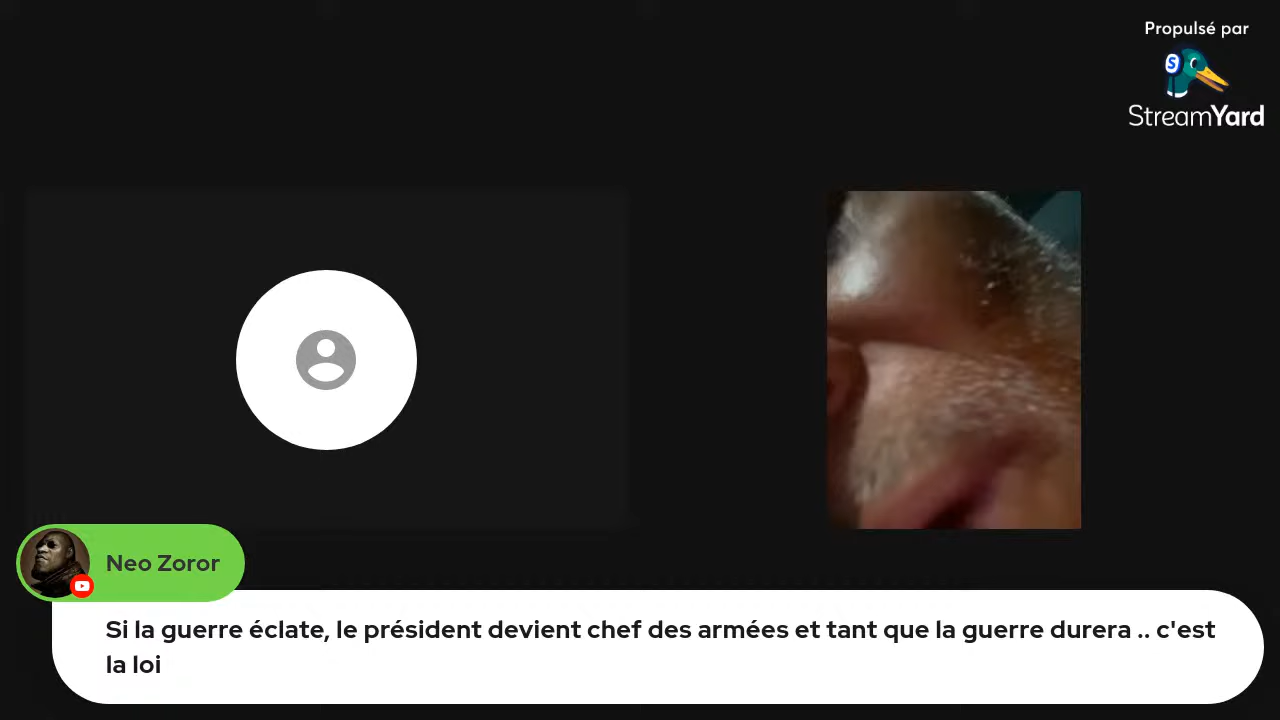 Propulsé par
StreamYard
Neo Zoror
Si la guerre éclate, le président devient chef des armées et tant que la guerre durera .. c'est
la loi